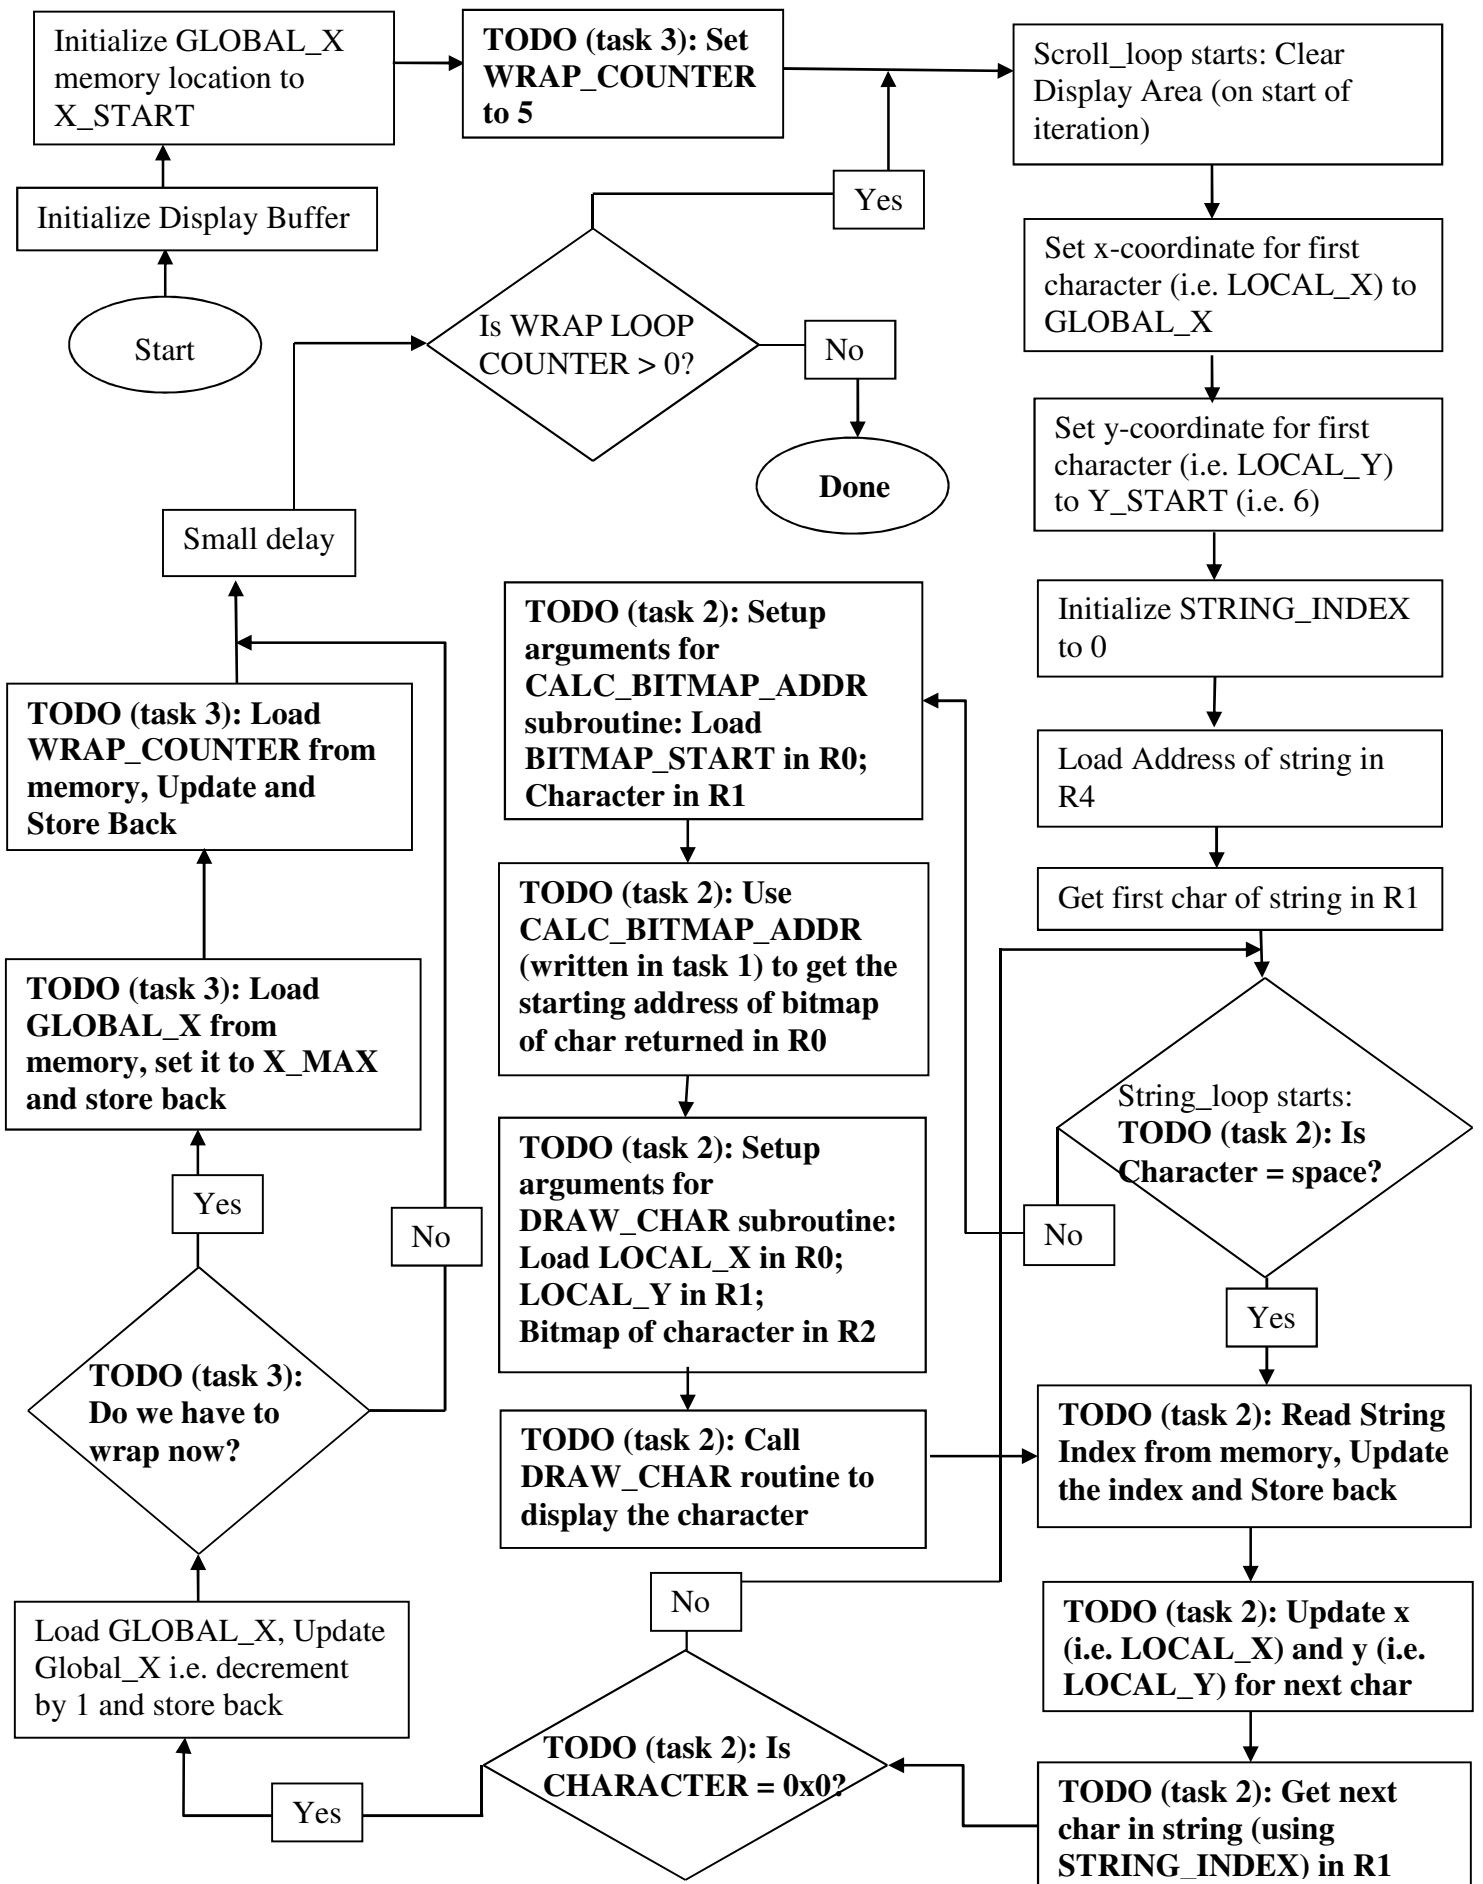 Initialize GLOBAL_X
memory location to
X_START
TODO (task 3): Set
WRAP_COUNTER
to 5
Scroll_loop starts: Clear
Display Area (on start of
iteration)
Yes
Initialize Display Buffer
Start
Is WRAP LOOP
COUNTER > 0?
No
Done
Set x-coordinate for first
character (i.e. LOCAL_X) to
GLOBAL_X
Set y-coordinate for first
character (i.e. LOCAL_Y)
to Y_START (i.e. 6)
Small delay
Initialize STRING_INDEX
to 0
Load Address of string in
R4
Get first char of string in R1
String_loop starts:
TODO (task 2): Is
Character = space?
No
Yes
TODO (task 2): Setup
arguments for
CALC_BITMAP_ADDR
subroutine: Load
BITMAP_START in R0;
Character in R1
TODO (task 2): Use
CALC_BITMAP_ADDR
(written in task 1) to get the
starting address of bitmap
of char returned in R0
TODO (task 2): Setup
arguments for
DRAW_CHAR subroutine:
Load LOCAL_X in R0;
LOCAL_Y in R1;
Bitmap of character in R2
TODO (task 2): Call
DRAW_CHAR routine to
display the character
TODO (task 2): Read String
Index from memory, Update
the index and Store back
TODO (task 2): Update x
(i.e. LOCAL_X) and y (i.e.
LOCAL_Y) for next char
TODO (task 2): Get next
char in string (using
STRING_INDEX) in R1
TODO (task 2): Is
CHARACTER = 0x0?
No
Yes
Load GLOBAL_X, Update
Global_X i.e. decrement
by 1 and store back
TODO (task 3):
Do we have to
wrap now?
No
Yes
TODO (task 3): Load
GLOBAL_X from
memory, set it to X_MAX
and store back
TODO (task 3): Load
WRAP_COUNTER from
memory, Update and
Store Back